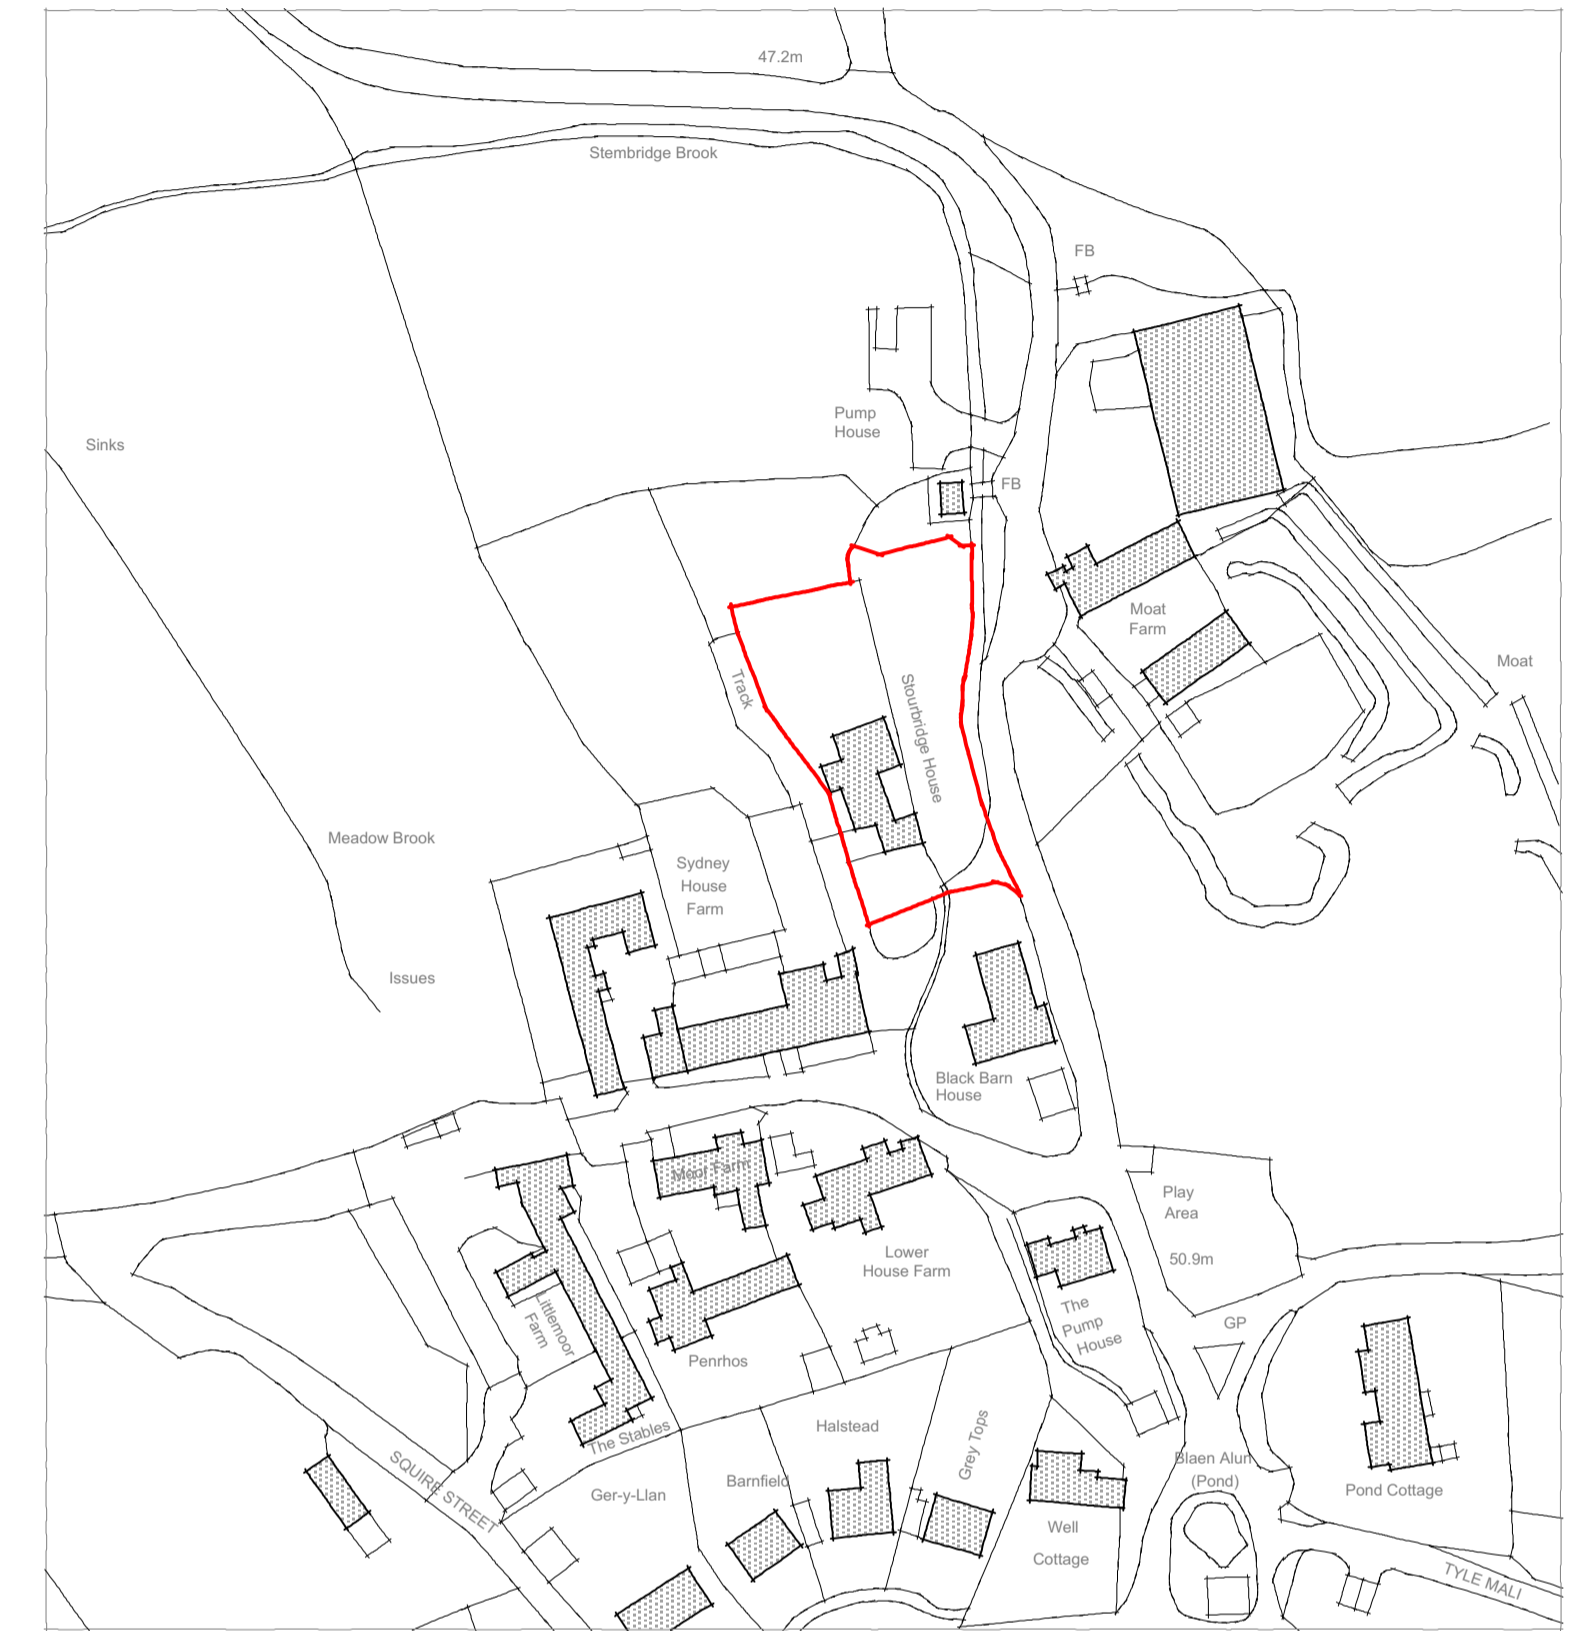 47.2m
Stembridge Brook
FB
Pump
House
Sinks
FB
Moat
Farm
Moat
Track
Stourbridge House
Meadow Brook
Sydney
House
Farm
Issues
Black Barn
House
Moor Farm
Play
Area
Lower
House Farm
50.9m
The
Pump
House
GP
Littlemoor
Farm
Penrhos
Halstead
Grey Tops
The Stables
Blaen Alun
(Pond)
Barnfield
Ger-y-Llan
Pond Cottage
SQUIRE STREET
Well
Cottage
TYLE MALI